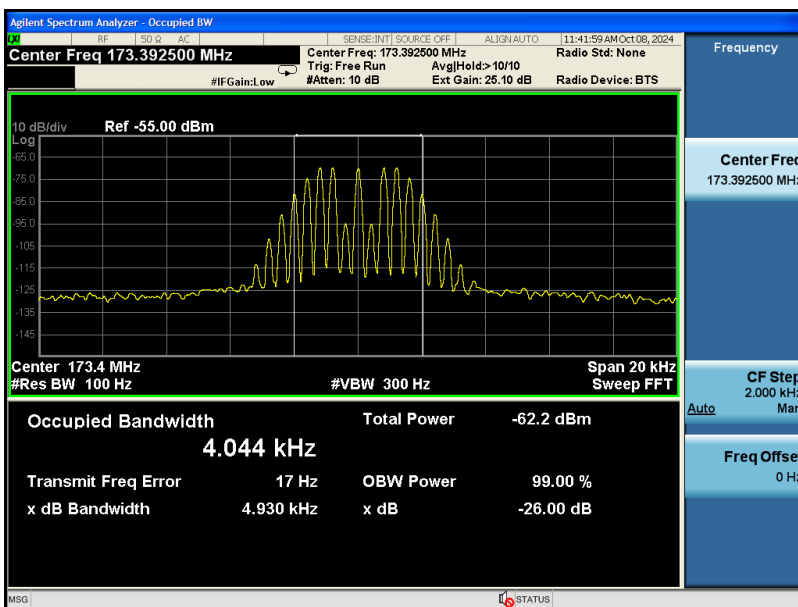 Agilent Spectrum Analyzer - Occupied BW
LXI RF 50 Ω AC SENSE:INT SOURCE OFF ALIGN AUTO 11:41:59 AM Oct 08, 2024
Center Freq 173.392500 MHz Center Freq: 173.392500 MHz Radio Std: None
Trig: Free Run Avg|Hold:> 10/10
#IFGain:Low #Atten: 10 dB Ext Gain: 25.10 dB Radio Device: BTS
10 dB/div Ref -55.00 dBm
Log
-65.0
-75.0
-85.0
-95.0
-105
-115
-125
-135
-145
Center 173.4 MHz Span 20 kHz
#Res BW 100 Hz #VBW 300 Hz Sweep FFT
Occupied Bandwidth Total Power -62.2 dBm
4.044 kHz
Transmit Freq Error 17 Hz OBW Power 99.00 %
x dB Bandwidth 4.930 kHz x dB -26.00 dB
MSG STATUS
Frequency
Center Freq
173.392500 MHz
CF Step
2.000 kHz
Auto Man
Freq Offset
0 Hz